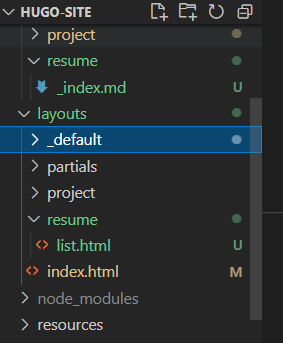 HUGO-SITE
project
resume
_index.md U
layouts
_default
partials
project
resume
list.html U
index.html M
node_modules
resources